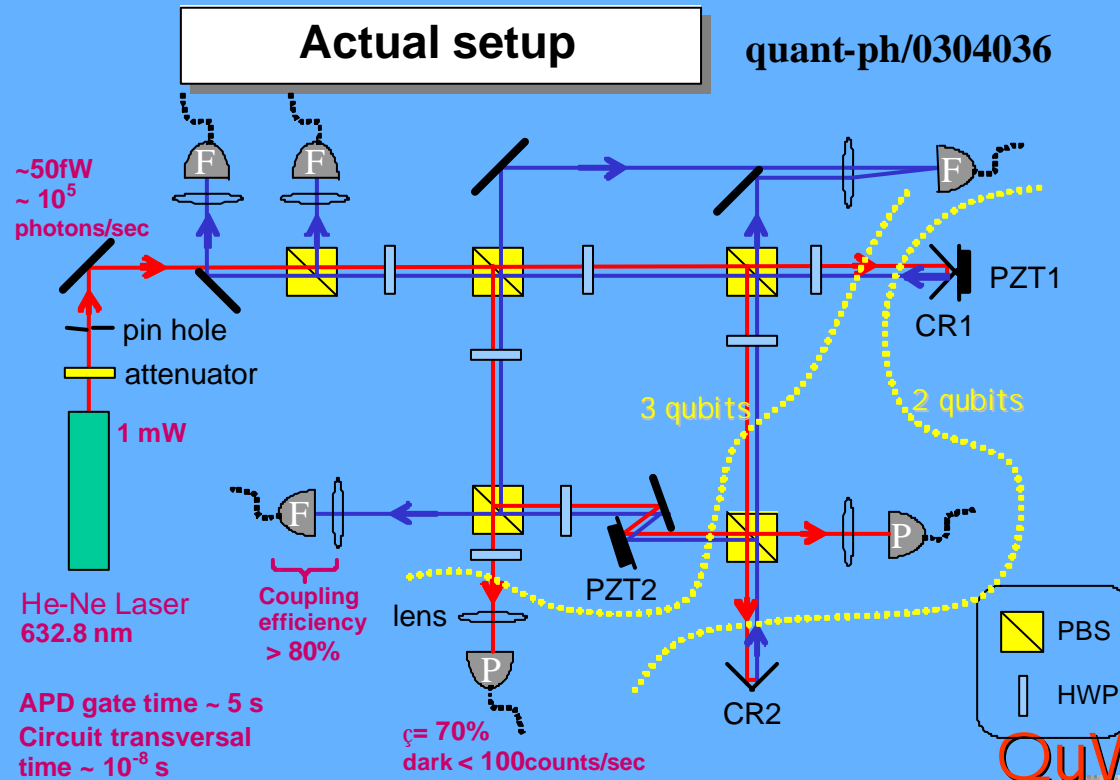 Actual setup
quant-ph/0304036
F
F
F
~50fW
~ 10⁵
photons/sec
PZT1
CR1
pin hole
attenuator
1 mW
3 qubits
2 qubits
F
PZT2
P
He-Ne Laser
632.8 nm
Coupling
efficiency
> 80%
lens
P
CR2
PBS
HWP
APD gate time ~ 5 s
Circuit transversal
time ~ 10⁻⁸ s
ς= 70%
dark < 100counts/sec